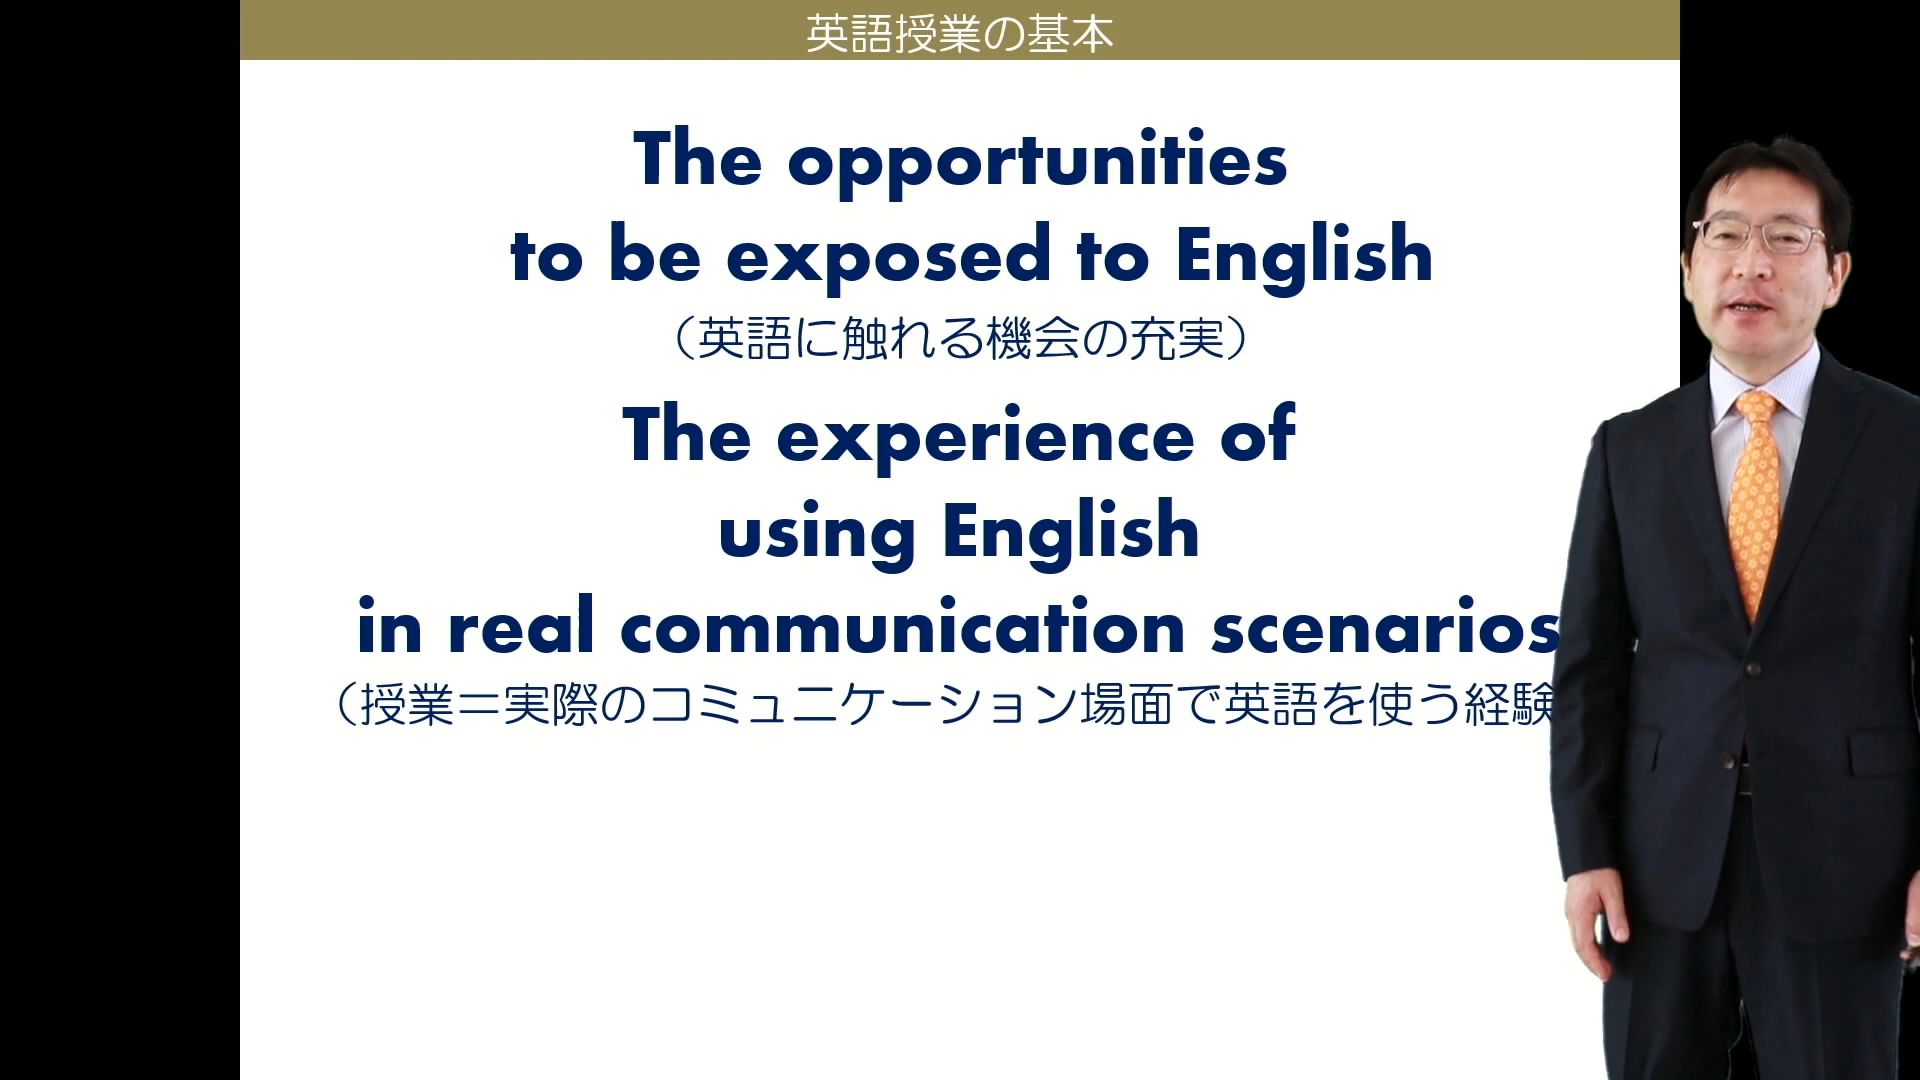 英語授業の基本
The opportunities
to be exposed to English
（英語に触れる機会の充実）
The experience of
using English
in real communication scenarios
（授業＝実際のコミュニケーション場面で英語を使う経験